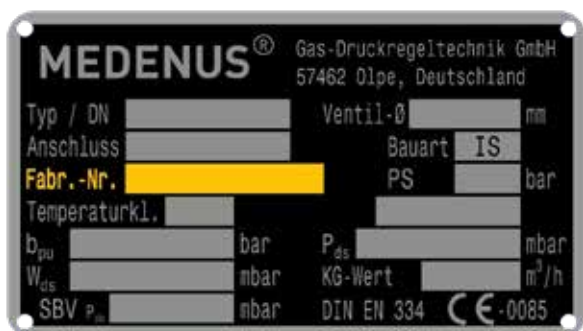 MEDENUS® Gas-Druckregeltechnik GmbH
57462 Olpe, Deutschland
Typ / DN Ventil-Ø mm
Anschluss Bauart IS
Fabr.-Nr. PS bar
Temperaturkl.
bpu bar Pds mbar
Wds mbar KG-Wert m³/h
SBV mbar DIN EN 334 CE-0085